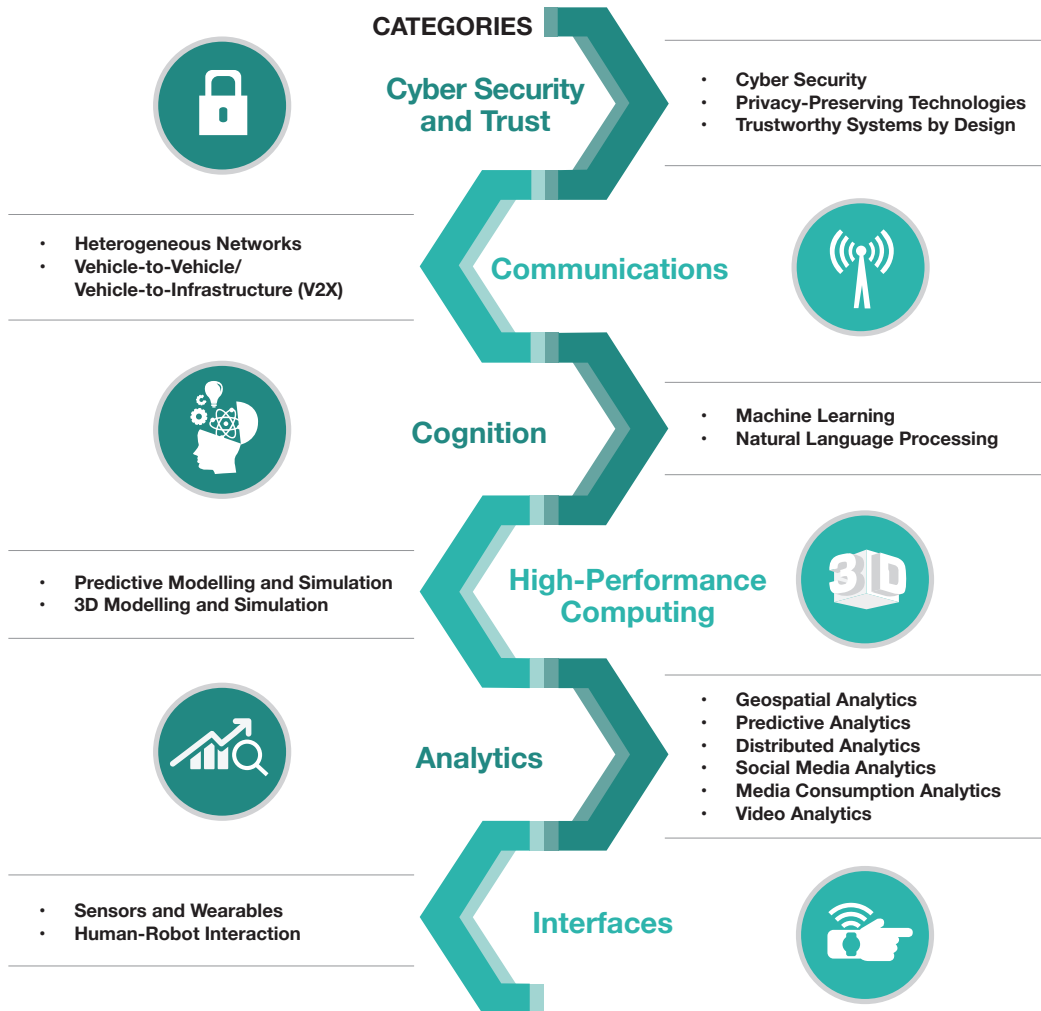 CATEGORIES
Cyber Security
and Trust
• Cyber Security
• Privacy-Preserving Technologies
• Trustworthy Systems by Design
• Heterogeneous Networks
• Vehicle-to-Vehicle/
Vehicle-to-Infrastructure (V2X)
Communications
Cognition
• Machine Learning
• Natural Language Processing
• Predictive Modelling and Simulation
• 3D Modelling and Simulation
High-Performance
Computing
3D
Analytics
• Geospatial Analytics
• Predictive Analytics
• Distributed Analytics
• Social Media Analytics
• Media Consumption Analytics
• Video Analytics
• Sensors and Wearables
• Human-Robot Interaction
Interfaces